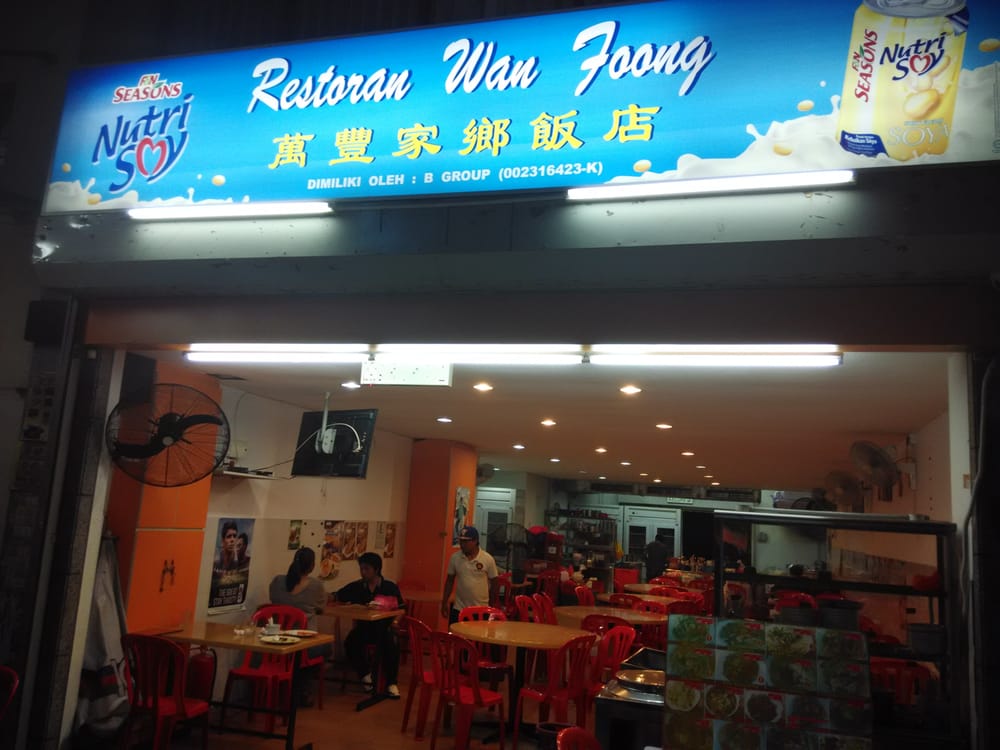 F&N
SEASONS
Nutri
Soy
Restoran Wan Foong
萬豐家鄉飯店
DIMILIKI OLEH : B GROUP (002316423-K)
F&N
SEASONS
Nutri
Soy
SOYA